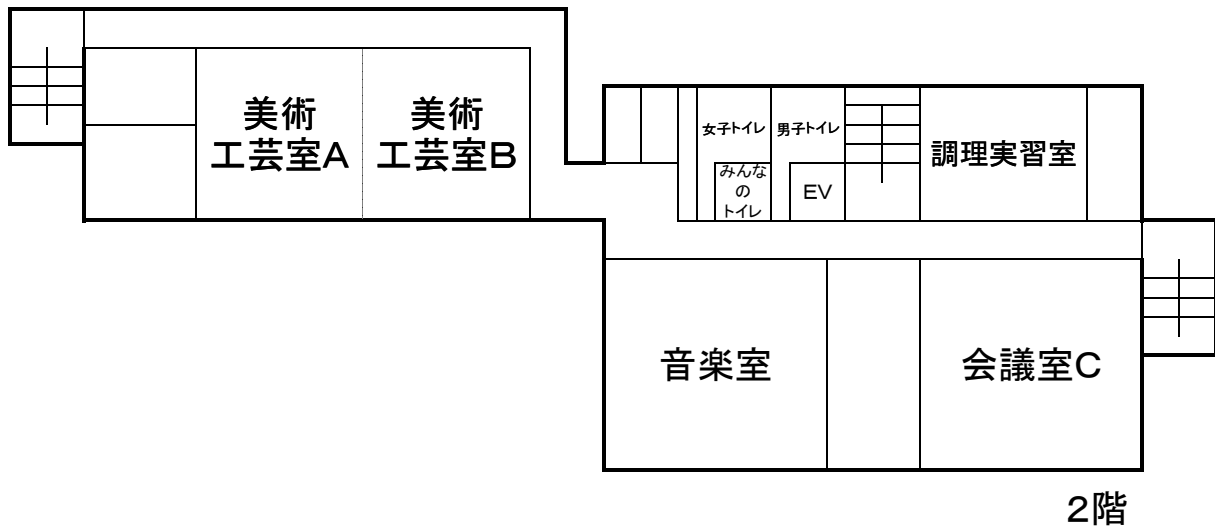 美術
工芸室A
美術
工芸室B
女子トイレ
男子トイレ
みんな
の
トイレ
EV
調理実習室
音楽室
会議室C
2階